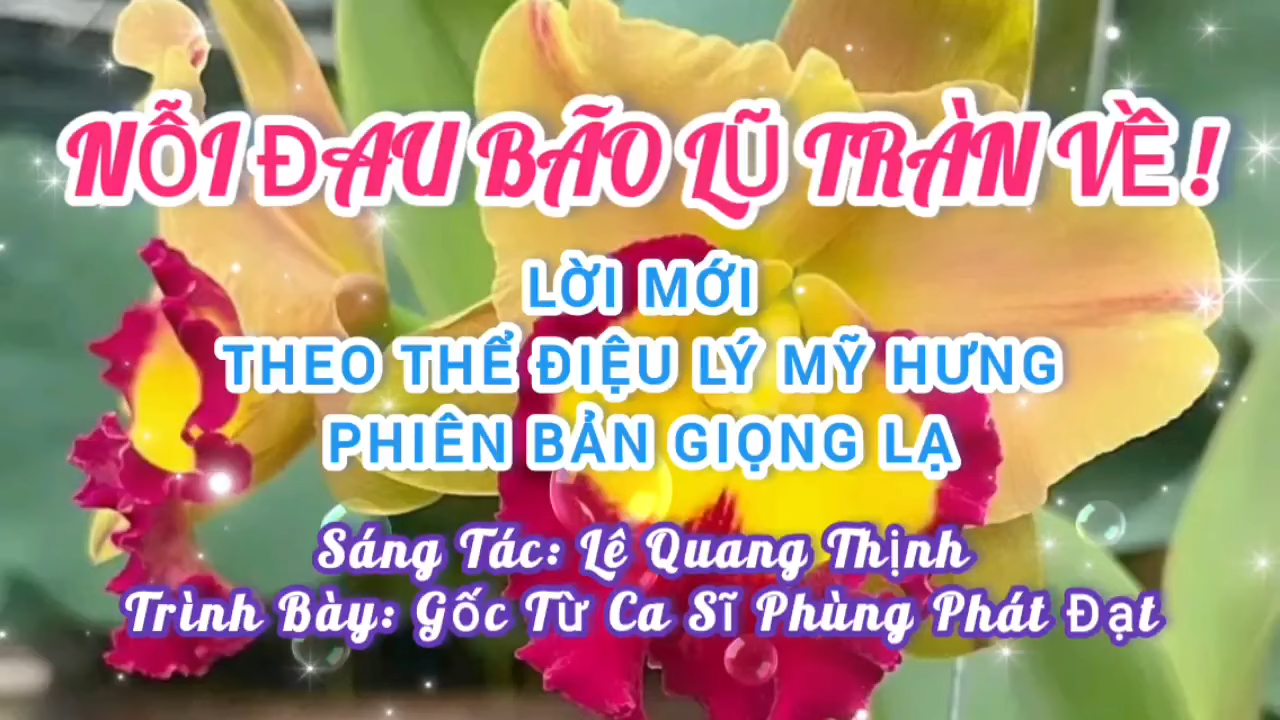 NỖI ĐAU BÃO LŨ TRÀN VỀ!
LỜI MỚI
THEO THỂ ĐIỆU LÝ MỸ HƯNG
PHIÊN BẢN GIỌNG LẠ
Sáng Tác: Lê Quang Thịnh
Trình Bày: Gốc Từ Ca Sĩ Phùng Phát Đạt